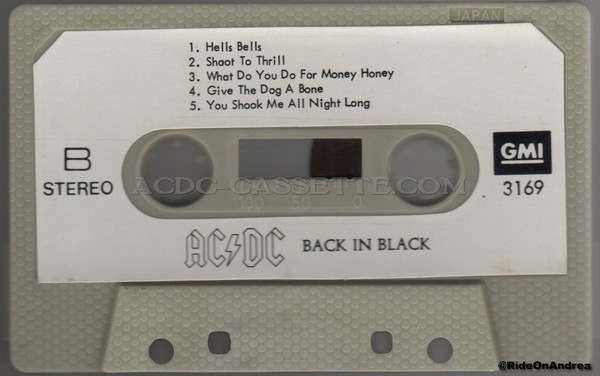 JAPAN
1. Hells Bells
2. Shoot To Thrill
3. What Do You Do For Money Honey
4. Give The Dog A Bone
5. You Shook Me All Night Long
B
STEREO
GMI
3169
ACDC-CASSETTE.COM
100 50 0
AC/DC BACK IN BLACK
@RideOnAndrea